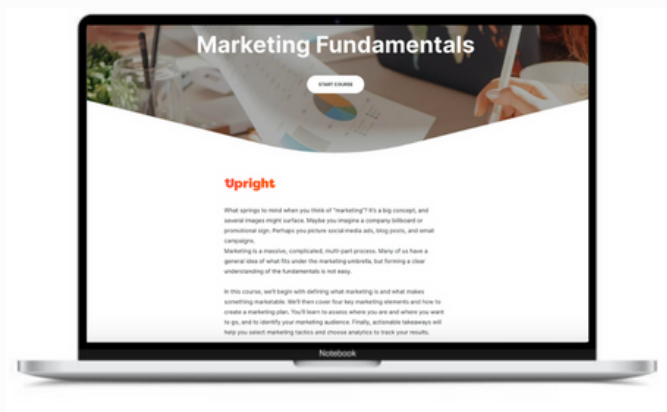 Marketing Fundamentals
START COURSE
Upright
What springs to mind when you think of "marketing"? It's a big concept, and
several images might surface. Maybe you imagine a company billboard or
promotional sign. Perhaps you picture social media ads, blog posts, and email
campaigns.
Marketing is a massive, complicated, multi-part process. Many of us have a
general idea of what fits under the marketing umbrella, but forming a clear
understanding of the fundamentals is not easy.
In this course, we'll begin with defining what marketing is and what makes
something marketable. We'll then cover four key marketing elements and how to
create a marketing plan. You'll learn to assess where you are and where you want
to go, and to identify your marketing audience. Finally, actionable takeaways will
help you select marketing tactics and choose analytics to track your results.
Notebook